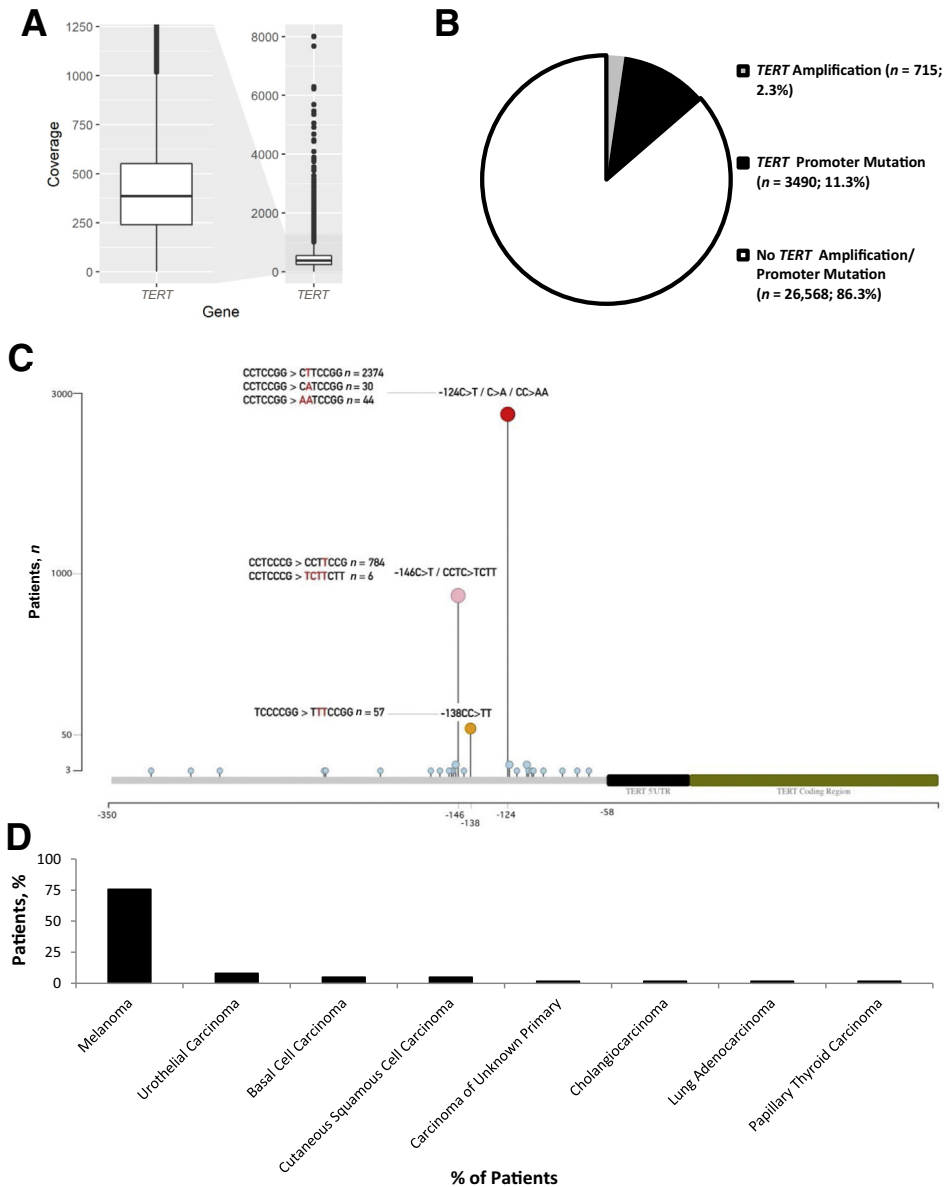 A
1250
1000
750
500
250
0
Coverage
TERT
8000
6000
4000
2000
0
TERT
Gene
B
TERT Amplification (n = 715;
2.3%)
TERT Promoter Mutation
(n = 3490; 11.3%)
No TERT Amplification/
Promoter Mutation
(n = 26,568; 86.3%)
C
CCTCCGG > CTTCCGG n = 2374
CCTCCGG > CATCCGG n = 30
CCTCCGG > AATCCGG n = 44
-124C>T / C>A / CC>AA
3000
CCTCCCG > CCTTCCG n = 784
CCTCCCG > TCTTCTT n = 6
-146C>T / CCTC>TCTT
1000
Patients, n
TCCCCGG > TTTCCGG n = 57
-138CC>TT
50
3
TERT 5'UTR
TERT Coding Region
-350
-146
-138
-124
-58
D
100
75
50
25
0
Patients, %
Melanoma
Urothelial Carcinoma
Basal Cell Carcinoma
Cutaneous Squamous Cell Carcinoma
Carcinoma of Unknown Primary
Cholangiocarcinoma
Lung Adenocarcinoma
Papillary Thyroid Carcinoma
% of Patients